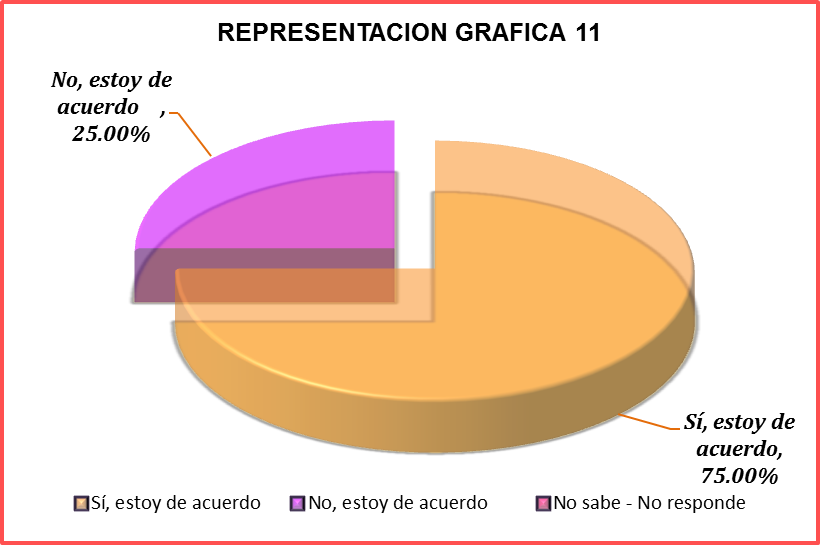 REPRESENTACION GRAFICA 11
No, estoy de
acuerdo ,
25.00%
Sí, estoy de
acuerdo,
75.00%
Sí, estoy de acuerdo No, estoy de acuerdo No sabe - No responde